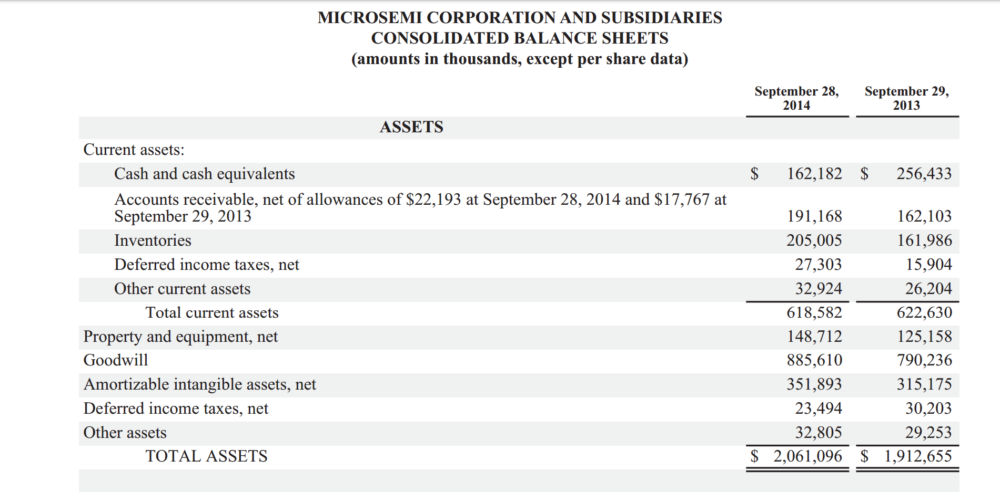 MICROSEMI CORPORATION AND SUBSIDIARIES
CONSOLIDATED BALANCE SHEETS
(amounts in thousands, except per share data)
September 28, 2014 September 29, 2013
ASSETS
Current assets:
Cash and cash equivalents $ 162,182 $ 256,433
Accounts receivable, net of allowances of $22,193 at September 28, 2014 and $17,767 at
September 29, 2013 191,168 162,103
Inventories 205,005 161,986
Deferred income taxes, net 27,303 15,904
Other current assets 32,924 26,204
Total current assets 618,582 622,630
Property and equipment, net 148,712 125,158
Goodwill 885,610 790,236
Amortizable intangible assets, net 351,893 315,175
Deferred income taxes, net 23,494 30,203
Other assets 32,805 29,253
TOTAL ASSETS $ 2,061,096 $ 1,912,655